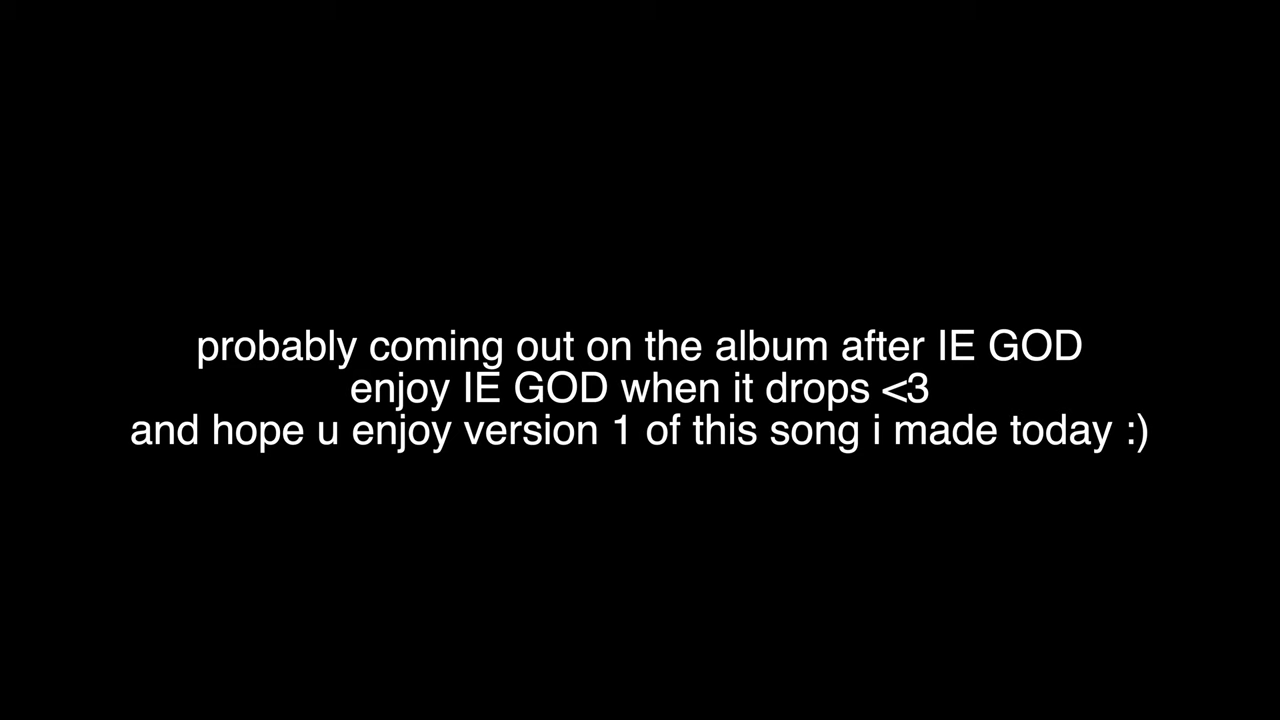 probably coming out on the album after IE GOD
enjoy IE GOD when it drops <3
and hope u enjoy version 1 of this song i made today :)